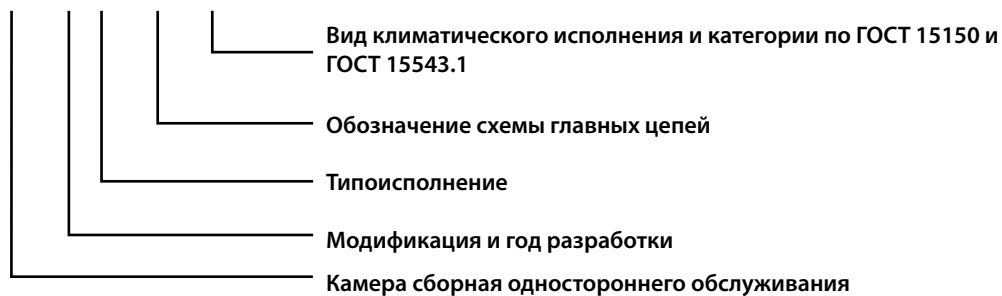 Вид климатического исполнения и категории по ГОСТ 15150 и
ГОСТ 15543.1
Обозначение схемы главных цепей
Типоисполнение
Модификация и год разработки
Камера сборная одностороннего обслуживания